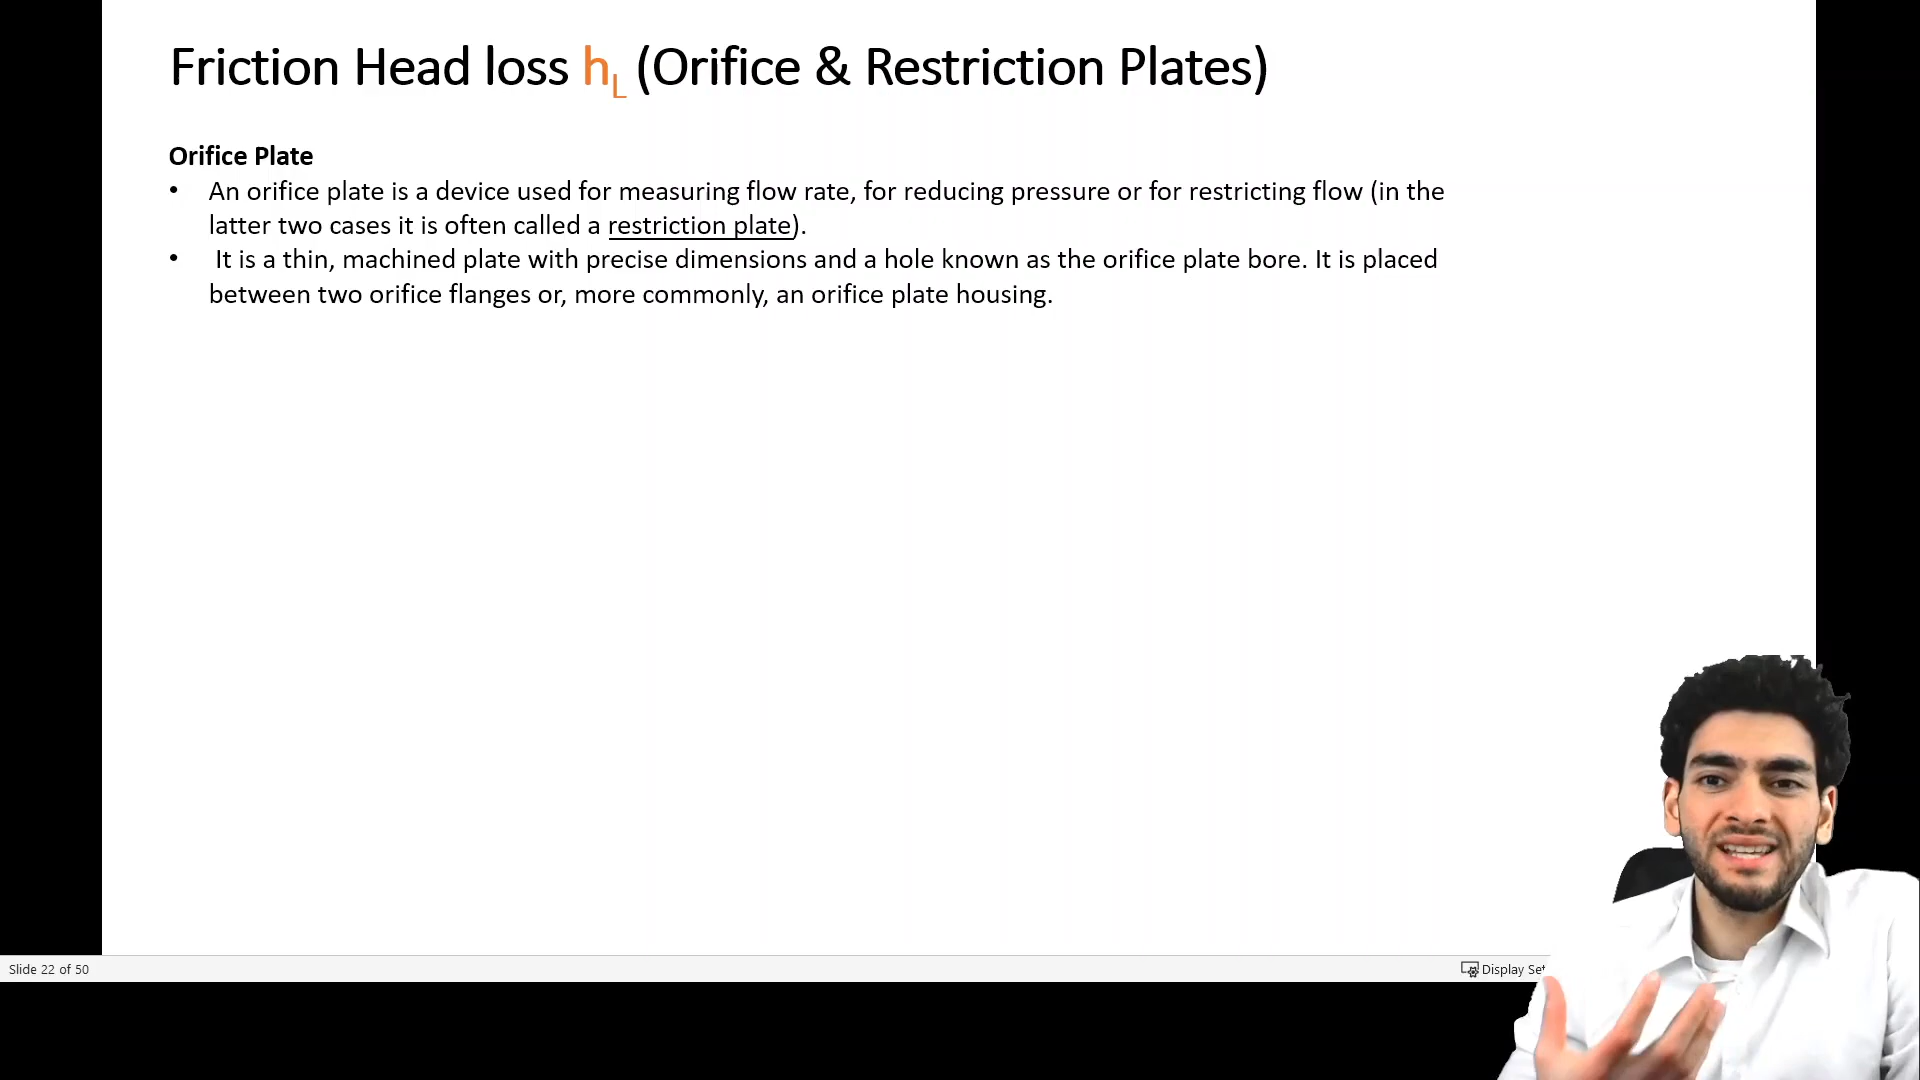 Friction Head loss hL (Orifice & Restriction Plates)
Orifice Plate
• An orifice plate is a device used for measuring flow rate, for reducing pressure or for restricting flow (in the
latter two cases it is often called a restriction plate).
• It is a thin, machined plate with precise dimensions and a hole known as the orifice plate bore. It is placed
between two orifice flanges or, more commonly, an orifice plate housing.
Slide 22 of 50
Display Set